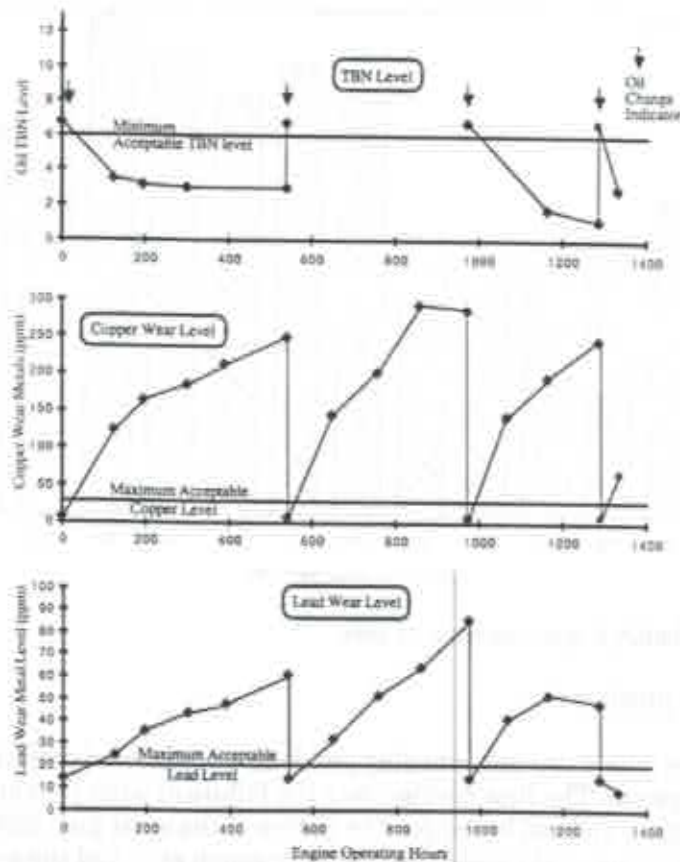 12
10
8
6
4
2
0
Oil TBN Level
TBN Level
Oil
Change
Indicator
Minimum
Acceptable TBN level
0 200 400 600 800 1000 1200 1400
300
250
200
150
100
50
0
Copper Wear Metals (ppm)
Copper Wear Level
Maximum Acceptable
Copper Level
0 200 400 600 800 1000 1200 1400
100
90
80
70
60
50
40
30
20
10
0
Lead Wear Metal Level (ppm)
Lead Wear Level
Maximum Acceptable
Lead Level
0 200 400 600 800 1000 1200 1400
Engine Operating Hours